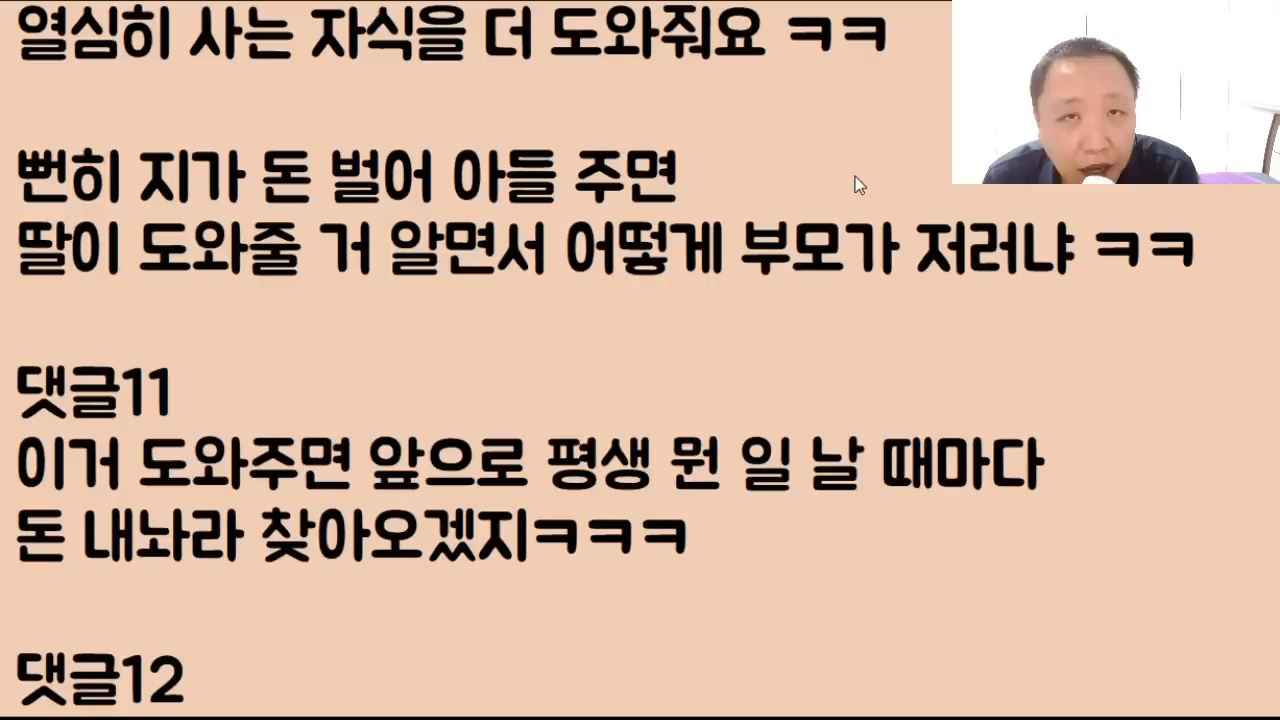 열심히 사는 자식을 더 도와줘요 ㅋㅋ
뻔히 지가 돈 벌어 아들 주면
딸이 도와줄 거 알면서 어떻게 부모가 저러냐 ㅋㅋ
댓글11
이거 도와주면 앞으로 평생 뭔 일 날 때마다
돈 내놔라 찾아오겠지ㅋㅋㅋ
댓글12